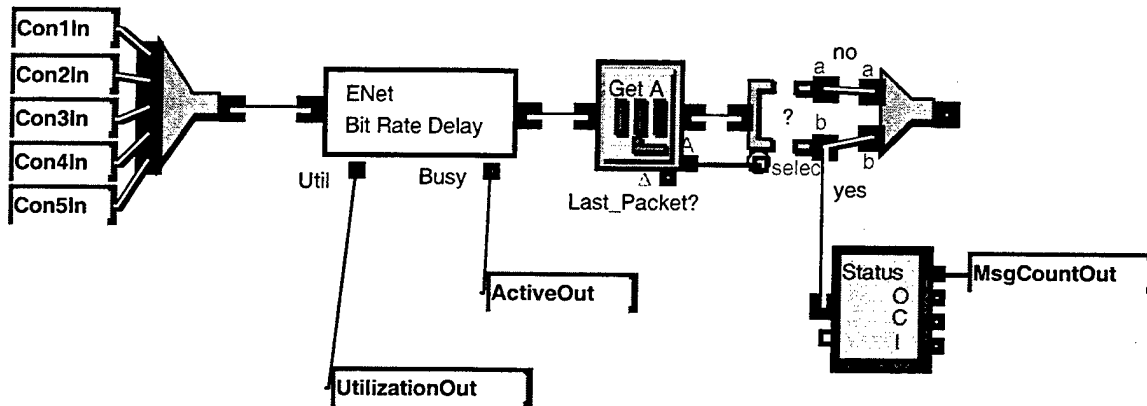 Con1In
Con2In
Con3In
Con4In
Con5In
ENet
Bit Rate Delay
Util
Busy
ActiveOut
UtilizationOut
Get A
A
Δ
Last_Packet?
?
selec
no
a
a
b
b
yes
Status
O
C
I
MsgCountOut